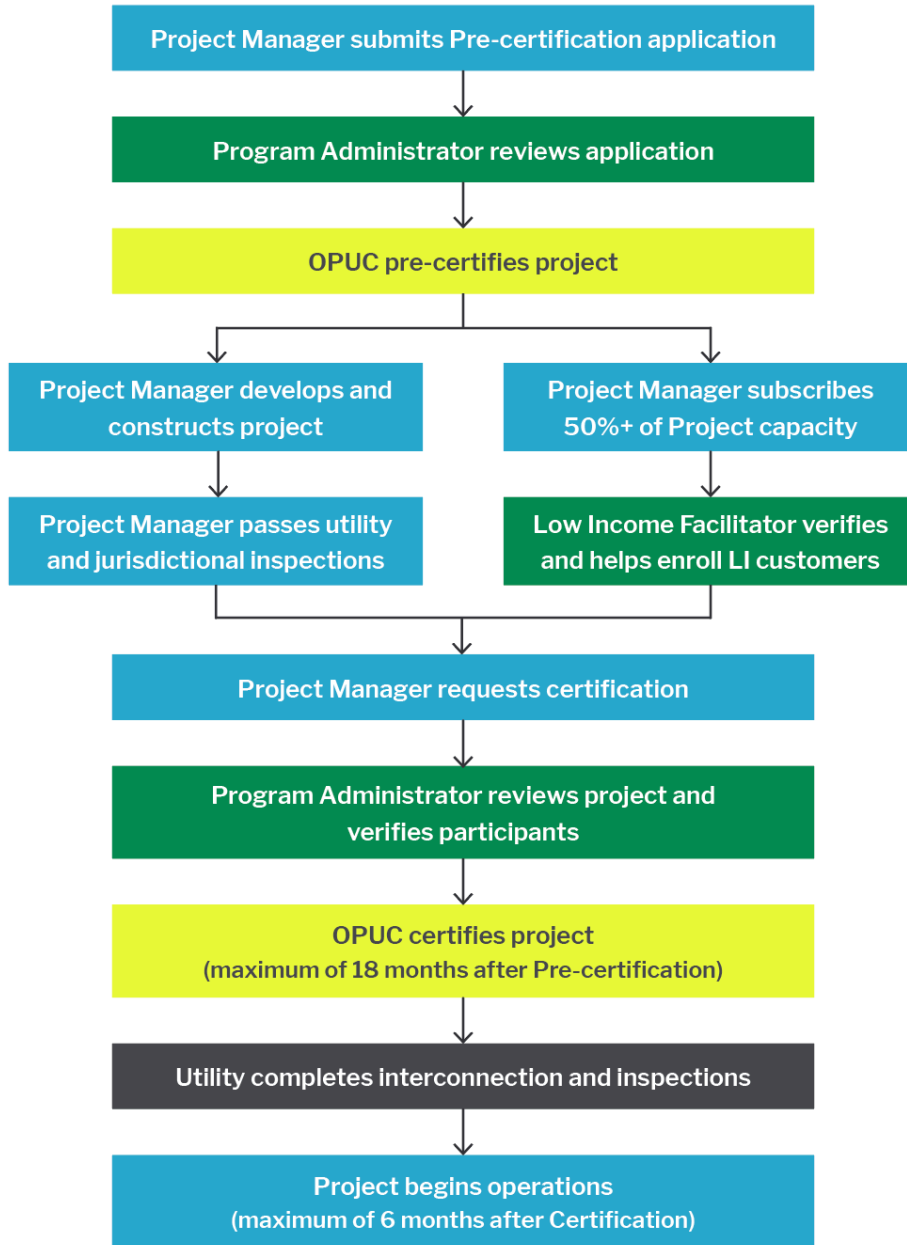 Project Manager submits Pre-certification application
Program Administrator reviews application
OPUC pre-certifies project
Project Manager develops and
constructs project
Project Manager subscribes
50%+ of Project capacity
Project Manager passes utility
and jurisdictional inspections
Low Income Facilitator verifies
and helps enroll LI customers
Project Manager requests certification
Program Administrator reviews project and
verifies participants
OPUC certifies project
(maximum of 18 months after Pre-certification)
Utility completes interconnection and inspections
Project begins operations
(maximum of 6 months after Certification)